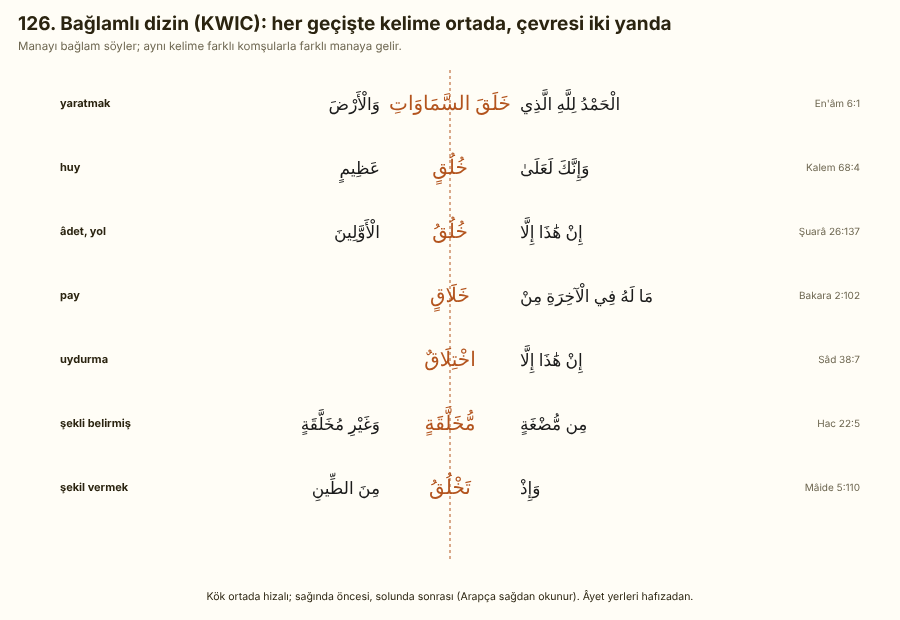 126. Bağlamlı dizin (KWIC): her geçişte kelime ortada, çevresi iki yanda
Manayı bağlam söyler; aynı kelime farklı komşularla farklı manaya gelir.
yaratmak الْحَمْدُ لِلَّهِ الَّذِي خَلَقَ السَّمَاوَاتِ وَالْأَرْضَ En'âm 6:1
huy وَإِنَّكَ لَعَلَىٰ خُلُقٍ عَظِيمٍ Kalem 68:4
âdet, yol إِنْ هَٰذَا إِلَّا خُلُقُ الْأَوَّلِينَ Şuarâ 26:137
pay مَا لَهُ فِي الْآخِرَةِ مِنْ خَلَاقٍ Bakara 2:102
uydurma إِنْ هَٰذَا إِلَّا اخْتِلَاقٌ Sâd 38:7
şekli belirmiş مِن مُّضْغَةٍ مُّخَلَّقَةٍ وَغَيْرِ مُخَلَّقَةٍ Hac 22:5
şekil vermek وَإِذْ تَخْلُقُ مِنَ الطِّينِ Mâide 5:110
Kök ortada hizalı; sağında öncesi, solunda sonrası (Arapça sağdan okunur). Âyet yerleri hafızadan.